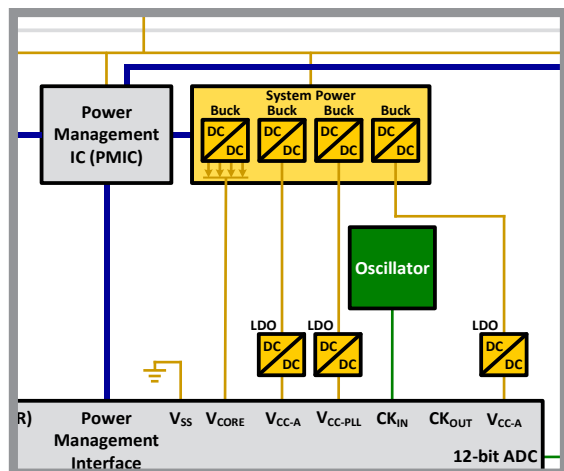 System Power
Buck Buck Buck Buck
DC DC DC DC
DC DC DC DC
Power
Management
IC (PMIC)
Oscillator
LDO LDO LDO
DC DC DC
DC DC DC
R) Power
Management
Interface
VSS VCORE VCC-A VCC-PLL CKIN CKOUT VCC-A
12-bit ADC